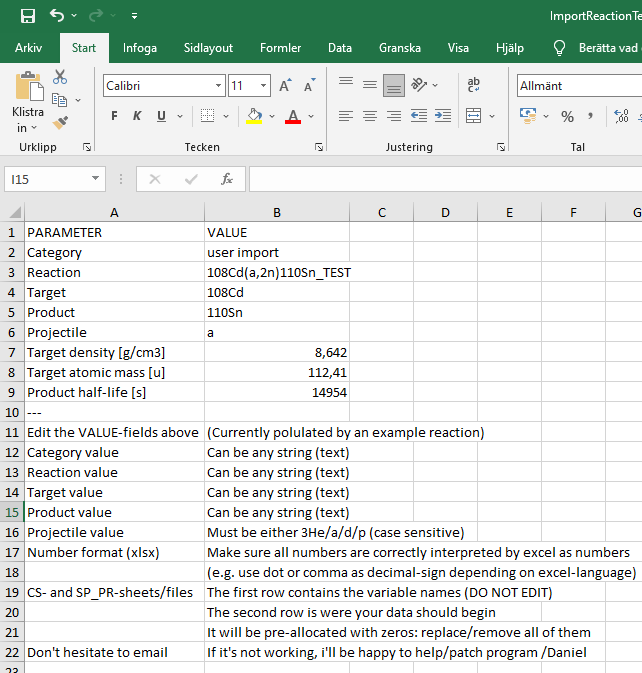 ImportReactionTe
Arkiv Start Infoga Sidlayout Formler Data Granska Visa Hjälp Berätta vad
Klistra in
Calibri 11 A A ab Allmänt
F K U A % 00
Urklipp Tecken Justering Tal
I15 fx
A B C D E F G
1 PARAMETER VALUE
2 Category user import
3 Reaction 108Cd(a,2n)110Sn_TEST
4 Target 108Cd
5 Product 110Sn
6 Projectile a
7 Target density [g/cm3] 8,642
8 Target atomic mass [u] 112,41
9 Product half-life [s] 14954
10 ---
11 Edit the VALUE-fields above (Currently polulated by an example reaction)
12 Category value Can be any string (text)
13 Reaction value Can be any string (text)
14 Target value Can be any string (text)
15 Product value Can be any string (text)
16 Projectile value Must be either 3He/a/d/p (case sensitive)
17 Number format (xlsx) Make sure all numbers are correctly interpreted by excel as numbers
18 (e.g. use dot or comma as decimal-sign depending on excel-language)
19 CS- and SP_PR-sheets/files The first row contains the variable names (DO NOT EDIT)
20 The second row is were your data should begin
21 It will be pre-allocated with zeros: replace/remove all of them
22 Don't hesitate to email If it's not working, i'll be happy to help/patch program /Daniel
23